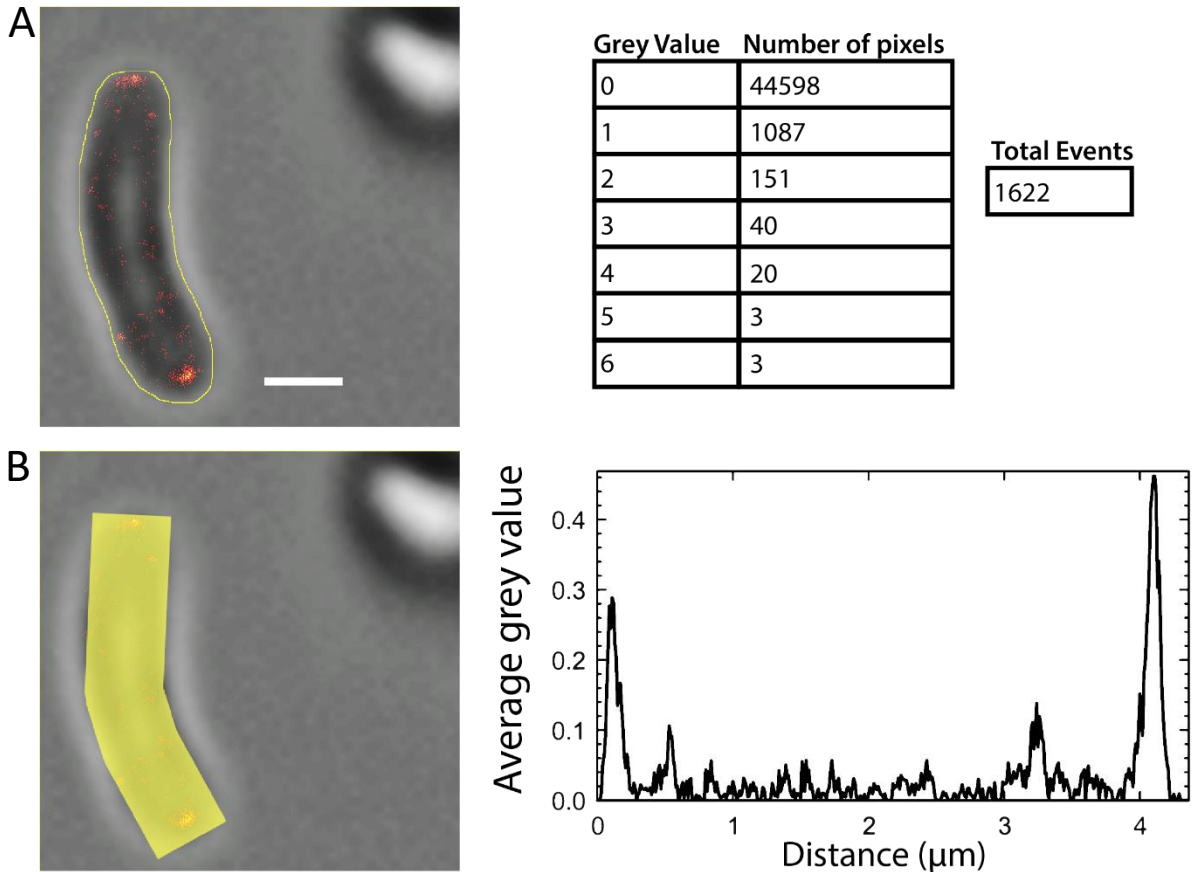 A
Grey Value Number of pixels
0 44598
1 1087
2 151
3 40
4 20
5 3
6 3
Total Events
1622
B
Average grey value
0.4
0.3
0.2
0.1
0.0
0 1 2 3 4
Distance (µm)